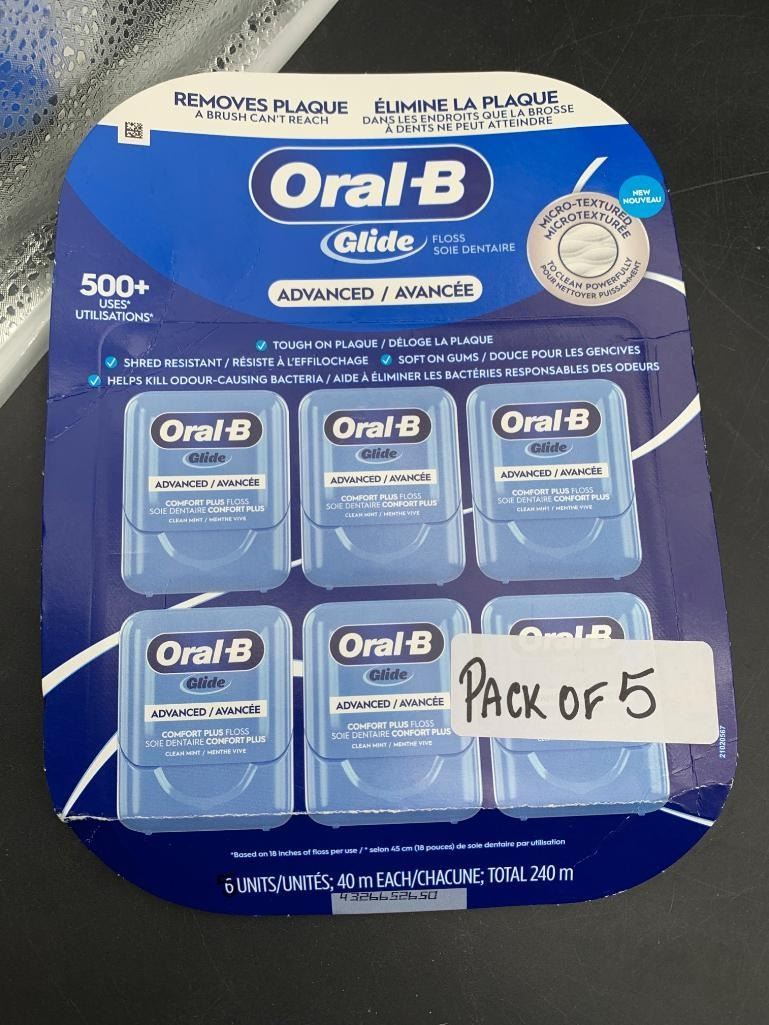 REMOVES PLAQUE
A BRUSH CAN'T REACH
ÉLIMINE LA PLAQUE
DANS LES ENDROITS QUE LA BROSSE
À DENTS NE PEUT ATTEINDRE
Oral-B
Glide
FLOSS
SOIE DENTAIRE
ADVANCED / AVANCÉE
NEW
NOUVEAU
MICRO-TEXTURED
MICROTEXTURÉE
TO CLEAN POWERFULLY
POUR NETTOYER PUISSAMMENT
500+
USES*
UTILISATIONS*
TOUGH ON PLAQUE / DÉLOGE LA PLAQUE
SHRED RESISTANT / RÉSISTE À L'EFFILOCHAGE SOFT ON GUMS / DOUCE POUR LES GENCIVES
HELPS KILL ODOUR-CAUSING BACTERIA / AIDE À ÉLIMINER LES BACTÉRIES RESPONSABLES DES ODEURS
Oral-B
Glide
ADVANCED / AVANCÉE
COMFORT PLUS FLOSS
SOIE DENTAIRE CONFORT PLUS
CLEAN MINT / MENTHE VIVE
Oral-B
Glide
ADVANCED / AVANCÉE
COMFORT PLUS FLOSS
SOIE DENTAIRE CONFORT PLUS
CLEAN MINT / MENTHE VIVE
Oral-B
Glide
ADVANCED / AVANCÉE
COMFORT PLUS FLOSS
SOIE DENTAIRE CONFORT PLUS
CLEAN MINT / MENTHE VIVE
Oral-B
Glide
ADVANCED / AVANCÉE
COMFORT PLUS FLOSS
SOIE DENTAIRE CONFORT PLUS
CLEAN MINT / MENTHE VIVE
Oral-B
Glide
ADVANCED / AVANCÉE
COMFORT PLUS FLOSS
SOIE DENTAIRE CONFORT PLUS
CLEAN MINT / MENTHE VIVE
Oral-B
PACK OF 5
21020567
*Based on 18 inches of floss per use / * selon 45 cm (18 pouces) de soie dentaire par utilisation
6 UNITS/UNITÉS; 40 m EACH/CHACUNE; TOTAL 240 m
4326652650